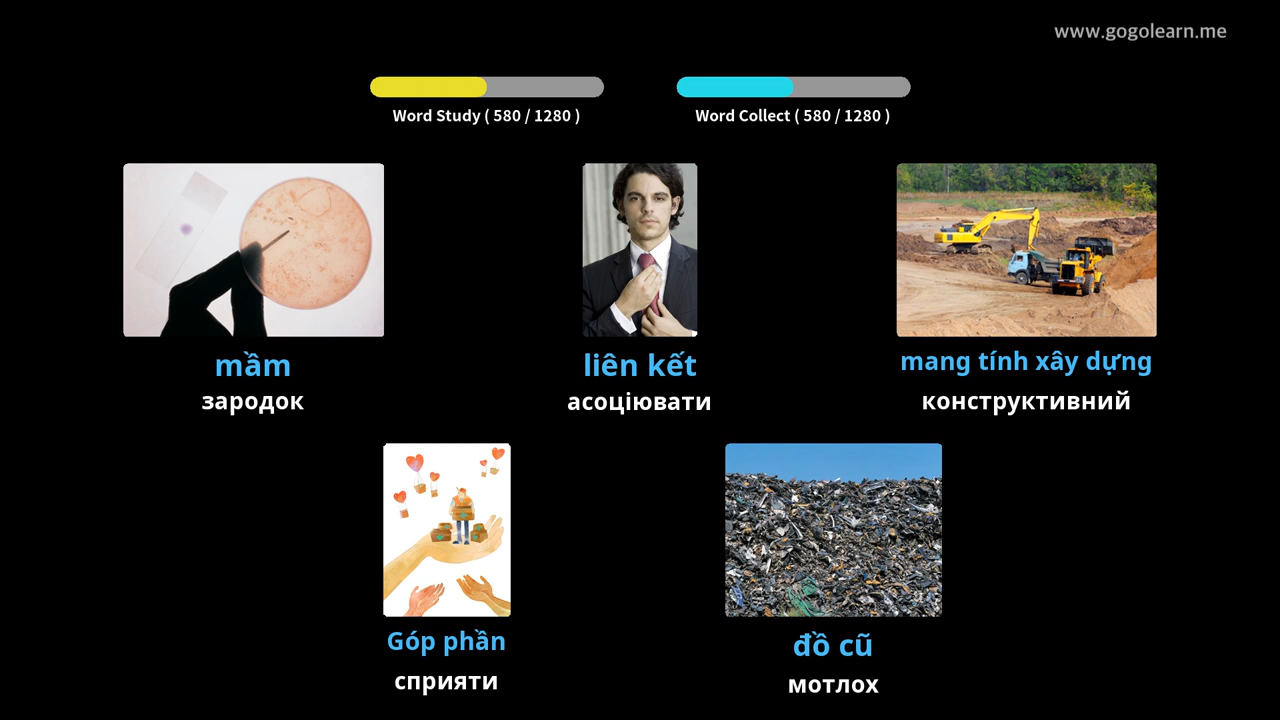 www.gogolearn.me
Word Study ( 580 / 1280 )
Word Collect ( 580 / 1280 )
mầm
зародок
liên kết
асоціювати
mang tính xây dựng
конструктивний
Góp phần
сприяти
đồ cũ
мотлох